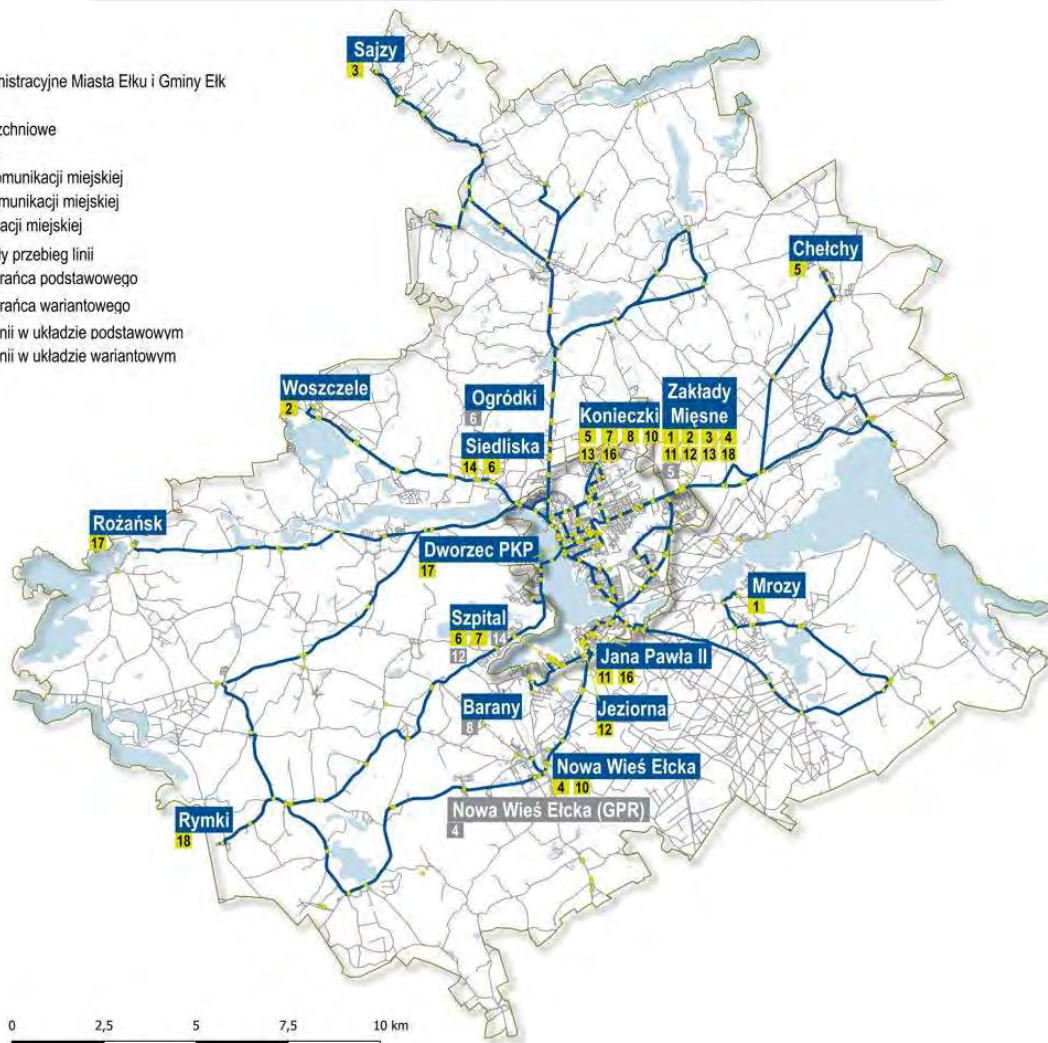 Sajzy
3
nistracyjne Miasta Ełku i Gminy Ełk
zchniowe
omunikacji miejskiej
munikacji miejskiej
acji miejskiej
ły przebieg linii
rańca podstawowego
rańca wariantowego
nii w układzie podstawowym
nii w układzie wariantowym
Chełchy
5
Woszczele
2
Ogródki
6
Siedliska
14 6
Konieczki
5 7 8 10
13 16
Zakłady
Mięsne
1 2 3 4
11 12 13 18
5
Rożańsk
17
Dworzec PKP
17
Szpital
6 7 14
12
Mrozy
1
Jana Pawła II
11 16
Barany
8
Jeziorna
12
Nowa Wieś Ełcka
4 10
Nowa Wieś Ełcka (GPR)
4
Rymki
18
0 2,5 5 7,5 10 km